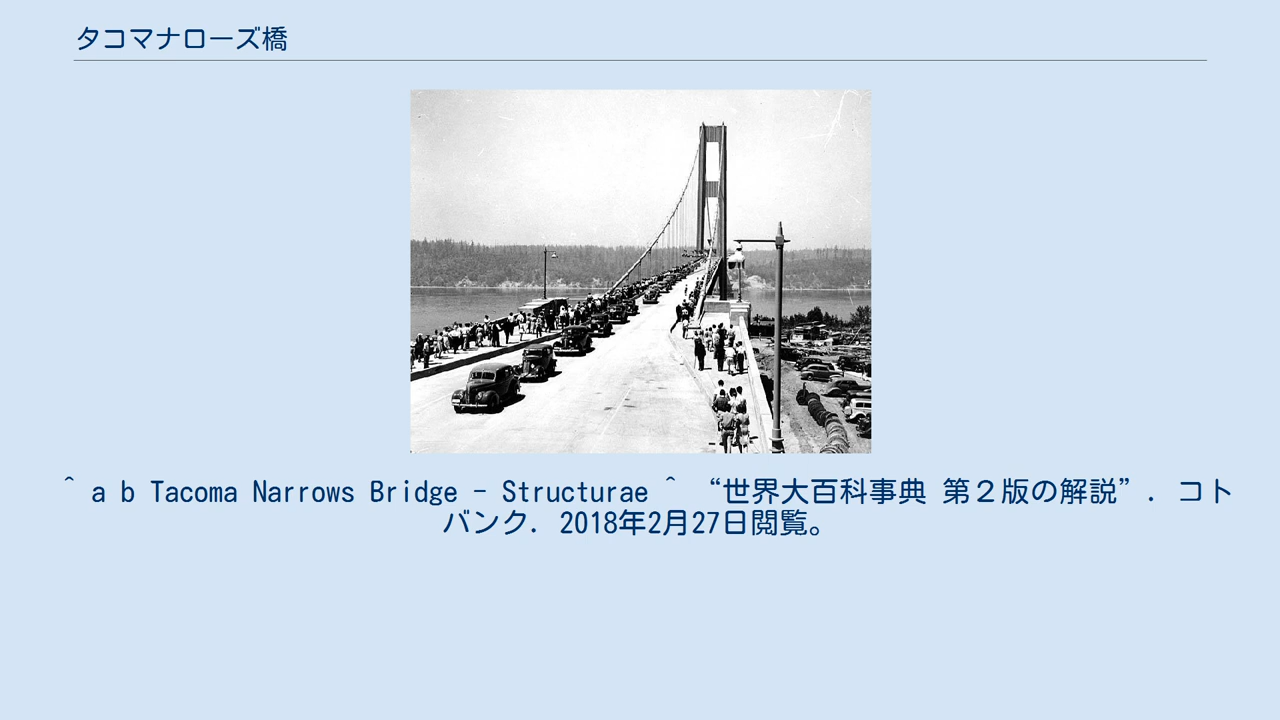 タコマナローズ橋
^ a b Tacoma Narrows Bridge - Structurae ^ “世界大百科事典 第２版の解説”. コト
バンク. 2018年2月27日閲覧。